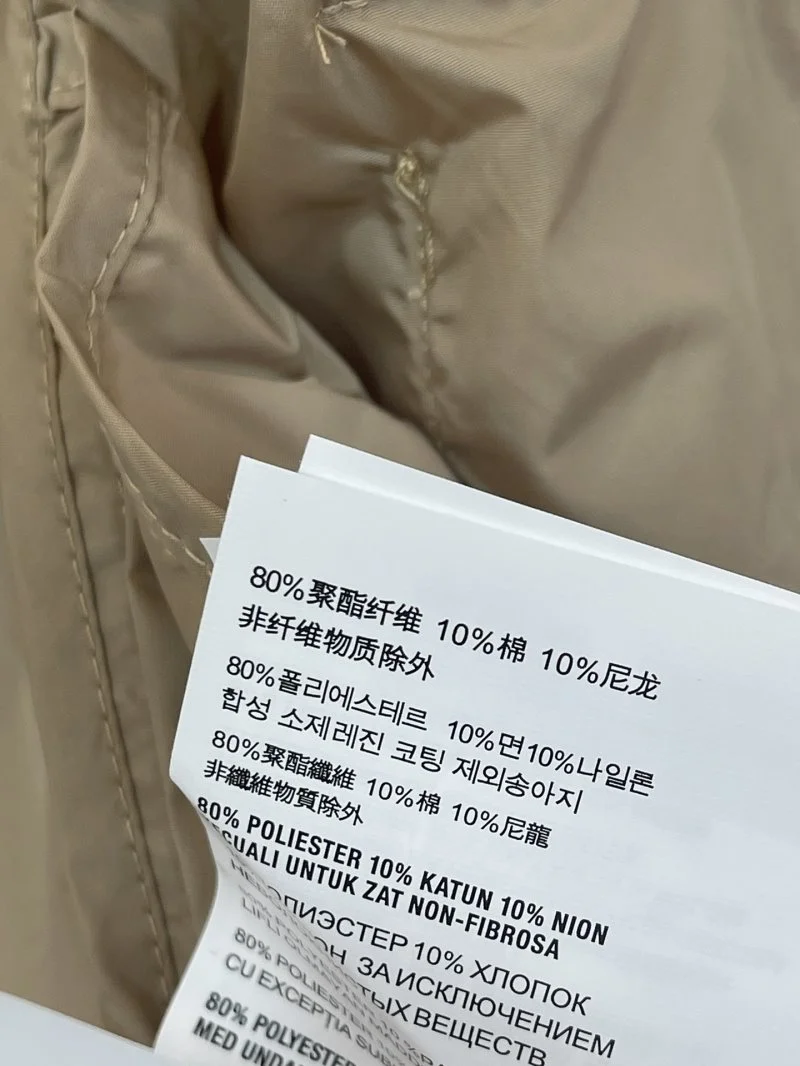 80%聚酯纤维 10%棉 10%尼龙
非纤维物质除外
80%폴리에스테르 10%면10%나일론
합성 소제레진 코팅 제외송아지
80%聚酯纖維 10%棉 10%尼龍
非纖維物質除外
80% POLIESTER 10% KATUN 10% NION
UALI UNTUK ZAT NON-FIBROSA
ОПИЭСТЕР 10% ХЛОПОК
ЗА ИСКЛЮЧЕНИЕМ
ТЫХ ВЕЩЕСТВ
80% POLIESTER
CU EXCEPTIA
80% POLYESTER
MED